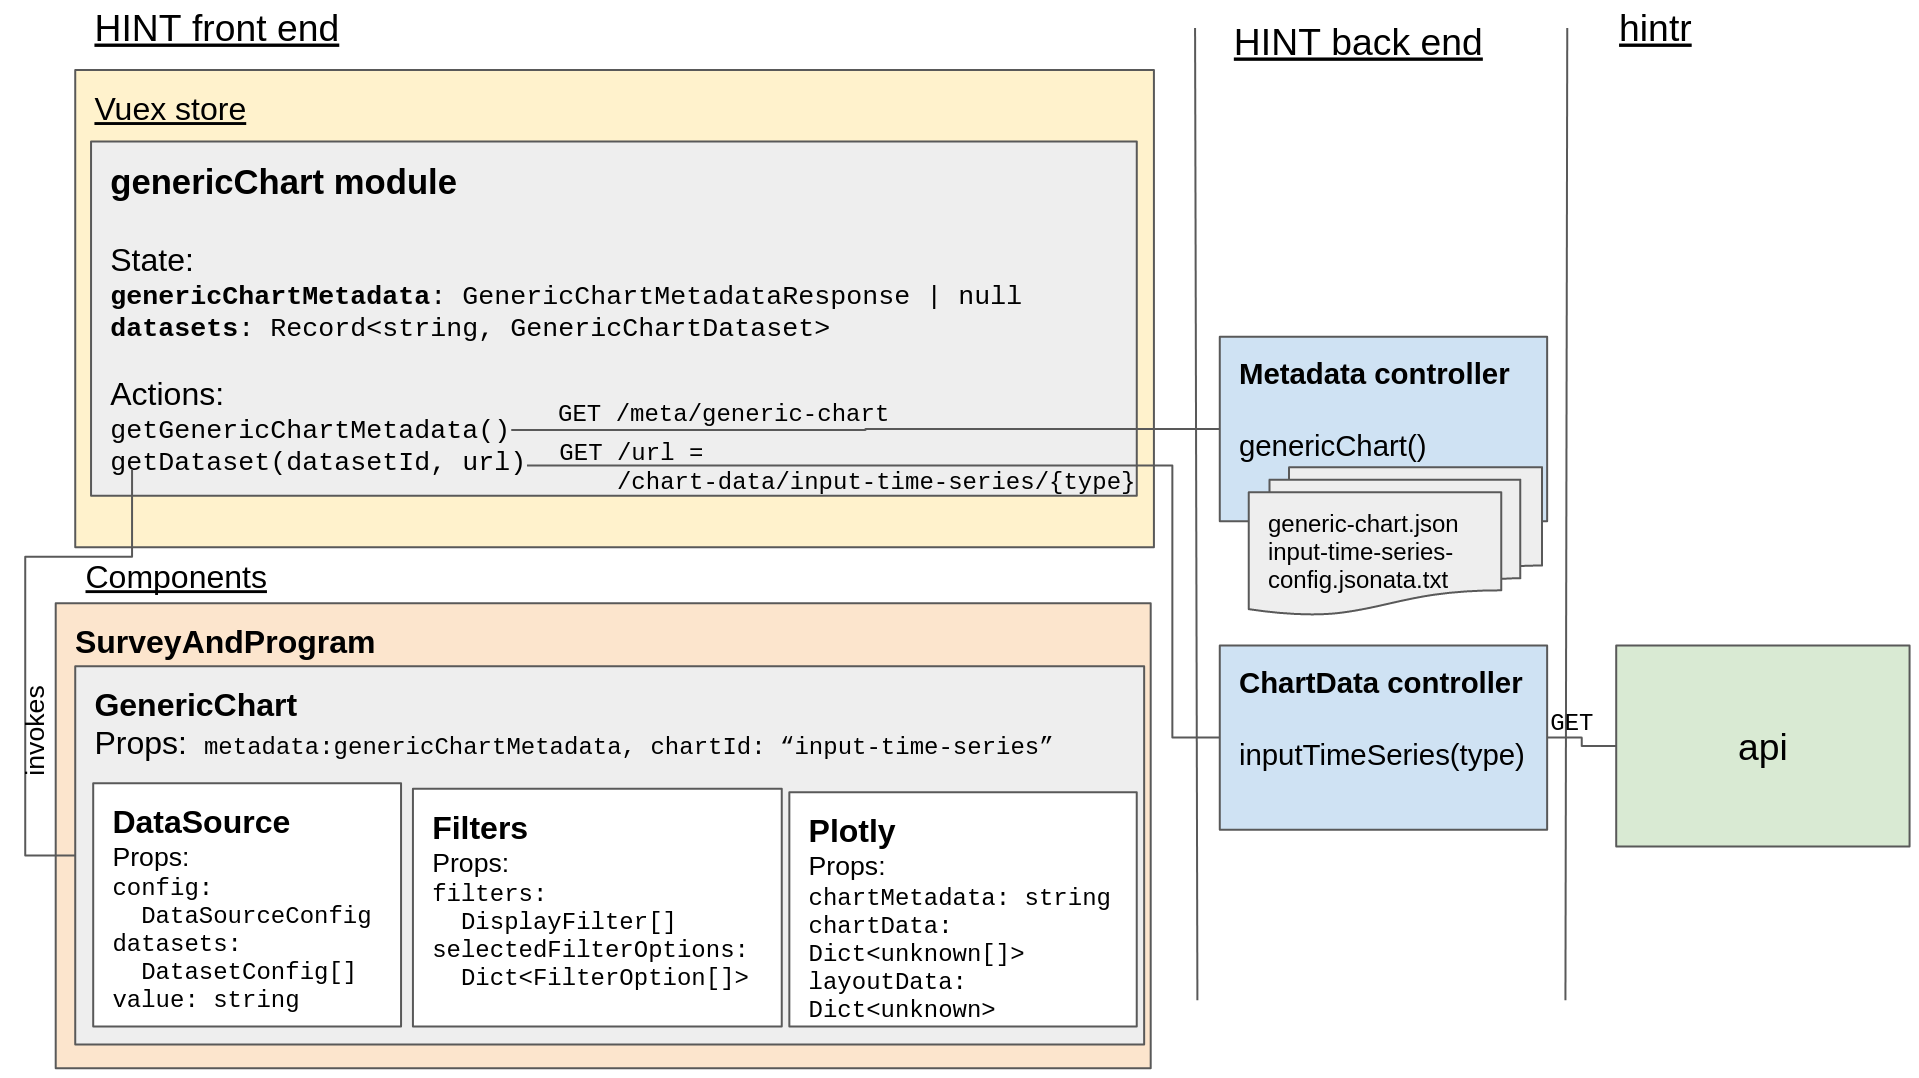 HINT front end
HINT back end
hintr
Vuex store
genericChart module
State:
genericChartMetadata: GenericChartMetadataResponse | null
datasets: Record<string, GenericChartDataset>
Actions:
getGenericChartMetadata()
GET /meta/generic-chart
getDataset(datasetId, url)
GET /url =
/chart-data/input-time-series/{type}
Metadata controller
genericChart()
generic-chart.json
input-time-series-
config.jsonata.txt
invokes
Components
SurveyAndProgram
GenericChart
Props: metadata:genericChartMetadata, chartId: “input-time-series”
DataSource
Props:
config:
DataSourceConfig
datasets:
DatasetConfig[]
value: string
Filters
Props:
filters:
DisplayFilter[]
selectedFilterOptions:
Dict<FilterOption[]>
Plotly
Props:
chartMetadata: string
chartData:
Dict<unknown[]>
layoutData:
Dict<unknown>
ChartData controller
inputTimeSeries(type)
GET
api